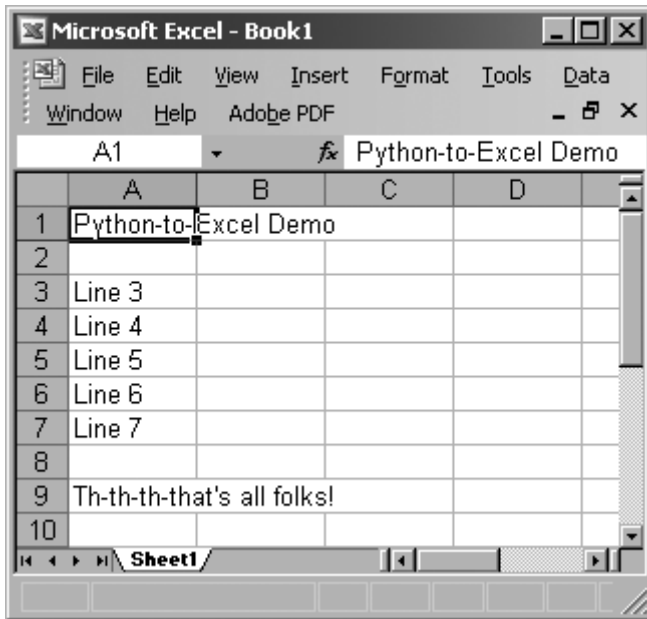 Microsoft Excel - Book1
File Edit View Insert Format Tools Data
Window Help Adobe PDF
A1 fx Python-to-Excel Demo
A B C D
1 Python-to-Excel Demo
2
3 Line 3
4 Line 4
5 Line 5
6 Line 6
7 Line 7
8
9 Th-th-th-that's all folks!
10
Sheet1